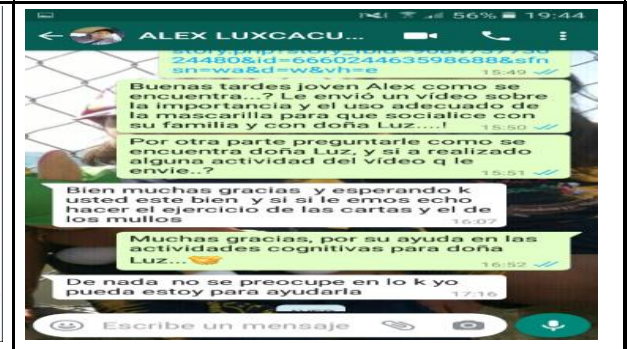 56% 19:44
ALEX LUXCACU...
24480&id=6660244635986888&sfn
sn=wa&d=w&vh=e
15:49
Buenas tardes joven Alex como se
encuentra...? Le envió un vídeo sobre
la importancia y el uso adecuado de
la mascarilla para que socialice con
su familia y con doña Luz....!
15:50
Por otra parte preguntarle como se
encuentra doña Luz, y si a realizado
alguna actividad del vídeo q le
envie..?
15:51
Bien muchas gracias y esperando k
usted este bien y si si le emos echo
hacer el ejercicio de las cartas y el de
los mullos
16:07
Muchas gracias, por su ayuda en las
actividades cognitivas para doña
Luz...
16:52
De nada no se preocupe en lo k yo
pueda estoy para ayudarla
17:16
Escribe un mensaje